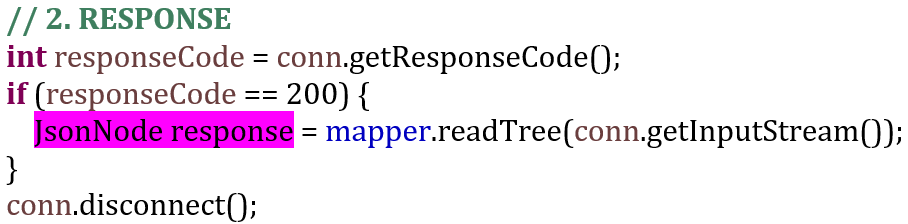 // 2. RESPONSE
int responseCode = conn.getResponseCode();
if (responseCode == 200) {
JsonNode response = mapper.readTree(conn.getInputStream());
}
conn.disconnect();